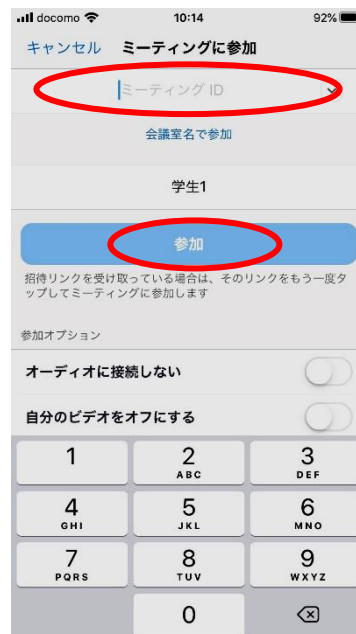 docomo 10:14 92%
キャンセル ミーティングに参加
ミーティング ID
会議室名で参加
学生1
参加
招待リンクを受け取っている場合は、そのリンクをもう一度タ
ップしてミーティングに参加します
参加オプション
オーディオに接続しない
自分のビデオをオフにする
1 2 3
ABC DEF
4 5 6
GHI JKL MNO
7 8 9
PQRS TUV WXYZ
0